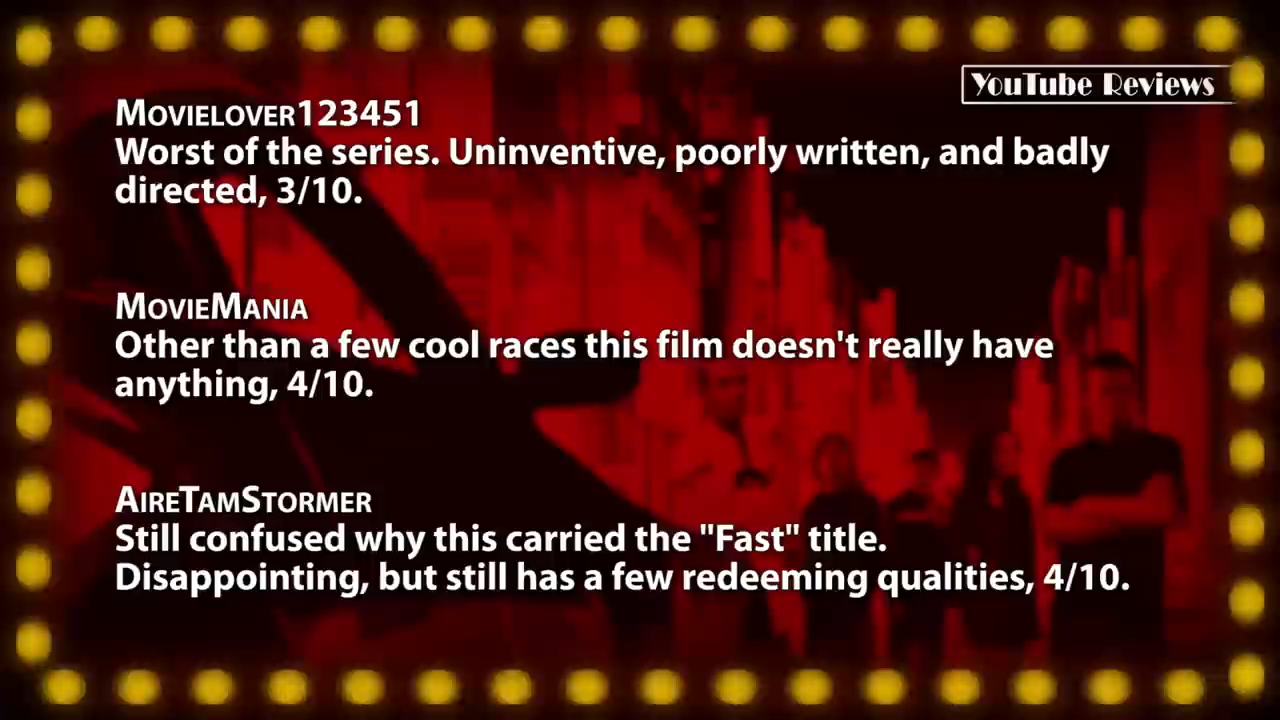 YouTube Reviews
Movielover123451
Worst of the series. Uninventive, poorly written, and badly
directed, 3/10.
MovieMania
Other than a few cool races this film doesn't really have
anything, 4/10.
AireTamStormer
Still confused why this carried the "Fast" title.
Disappointing, but still has a few redeeming qualities, 4/10.